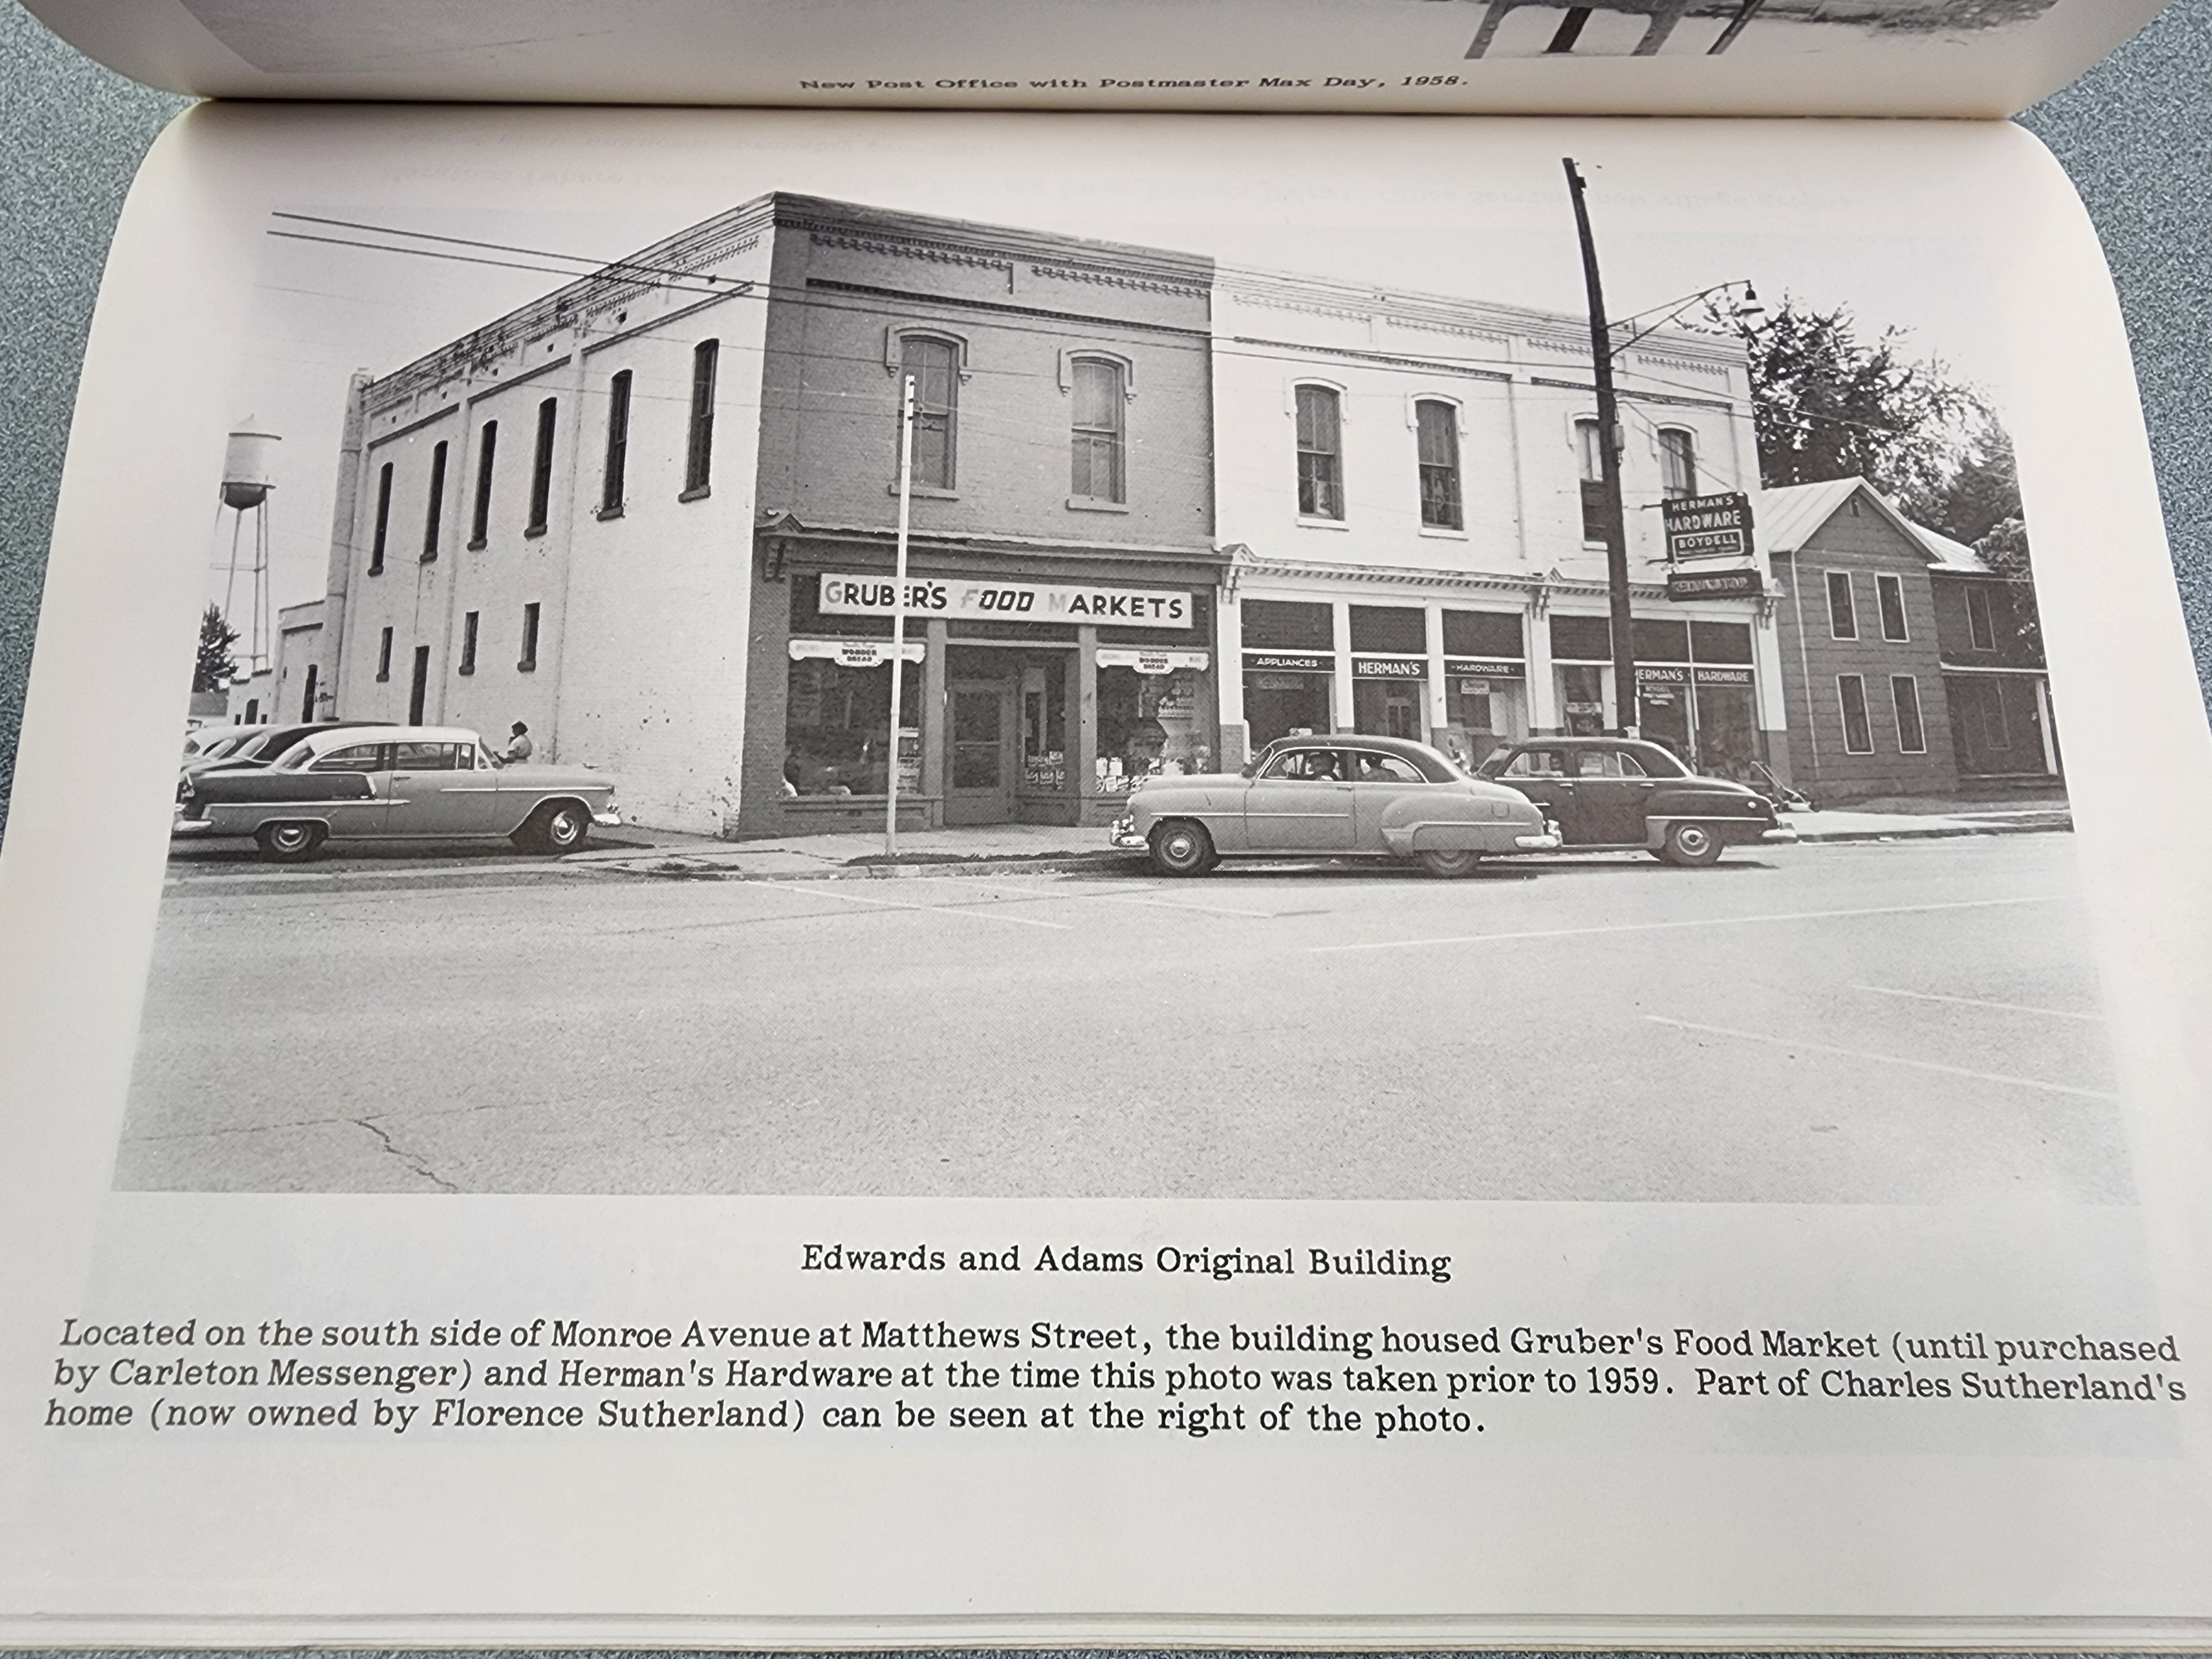 New Post Office with Postmaster Max Day, 1958.
HERMAN'S
HARDWARE
BOYDELL
GRUBER'S FOOD MARKETS
WONDER
BREAD
WONDER
BREAD
APPLIANCES
HERMAN'S
HARDWARE
HERMAN'S HARDWARE
Edwards and Adams Original Building
Located on the south side of Monroe Avenue at Matthews Street, the building housed Gruber's Food Market (until purchased
by Carleton Messenger) and Herman's Hardware at the time this photo was taken prior to 1959. Part of Charles Sutherland's
home (now owned by Florence Sutherland) can be seen at the right of the photo.